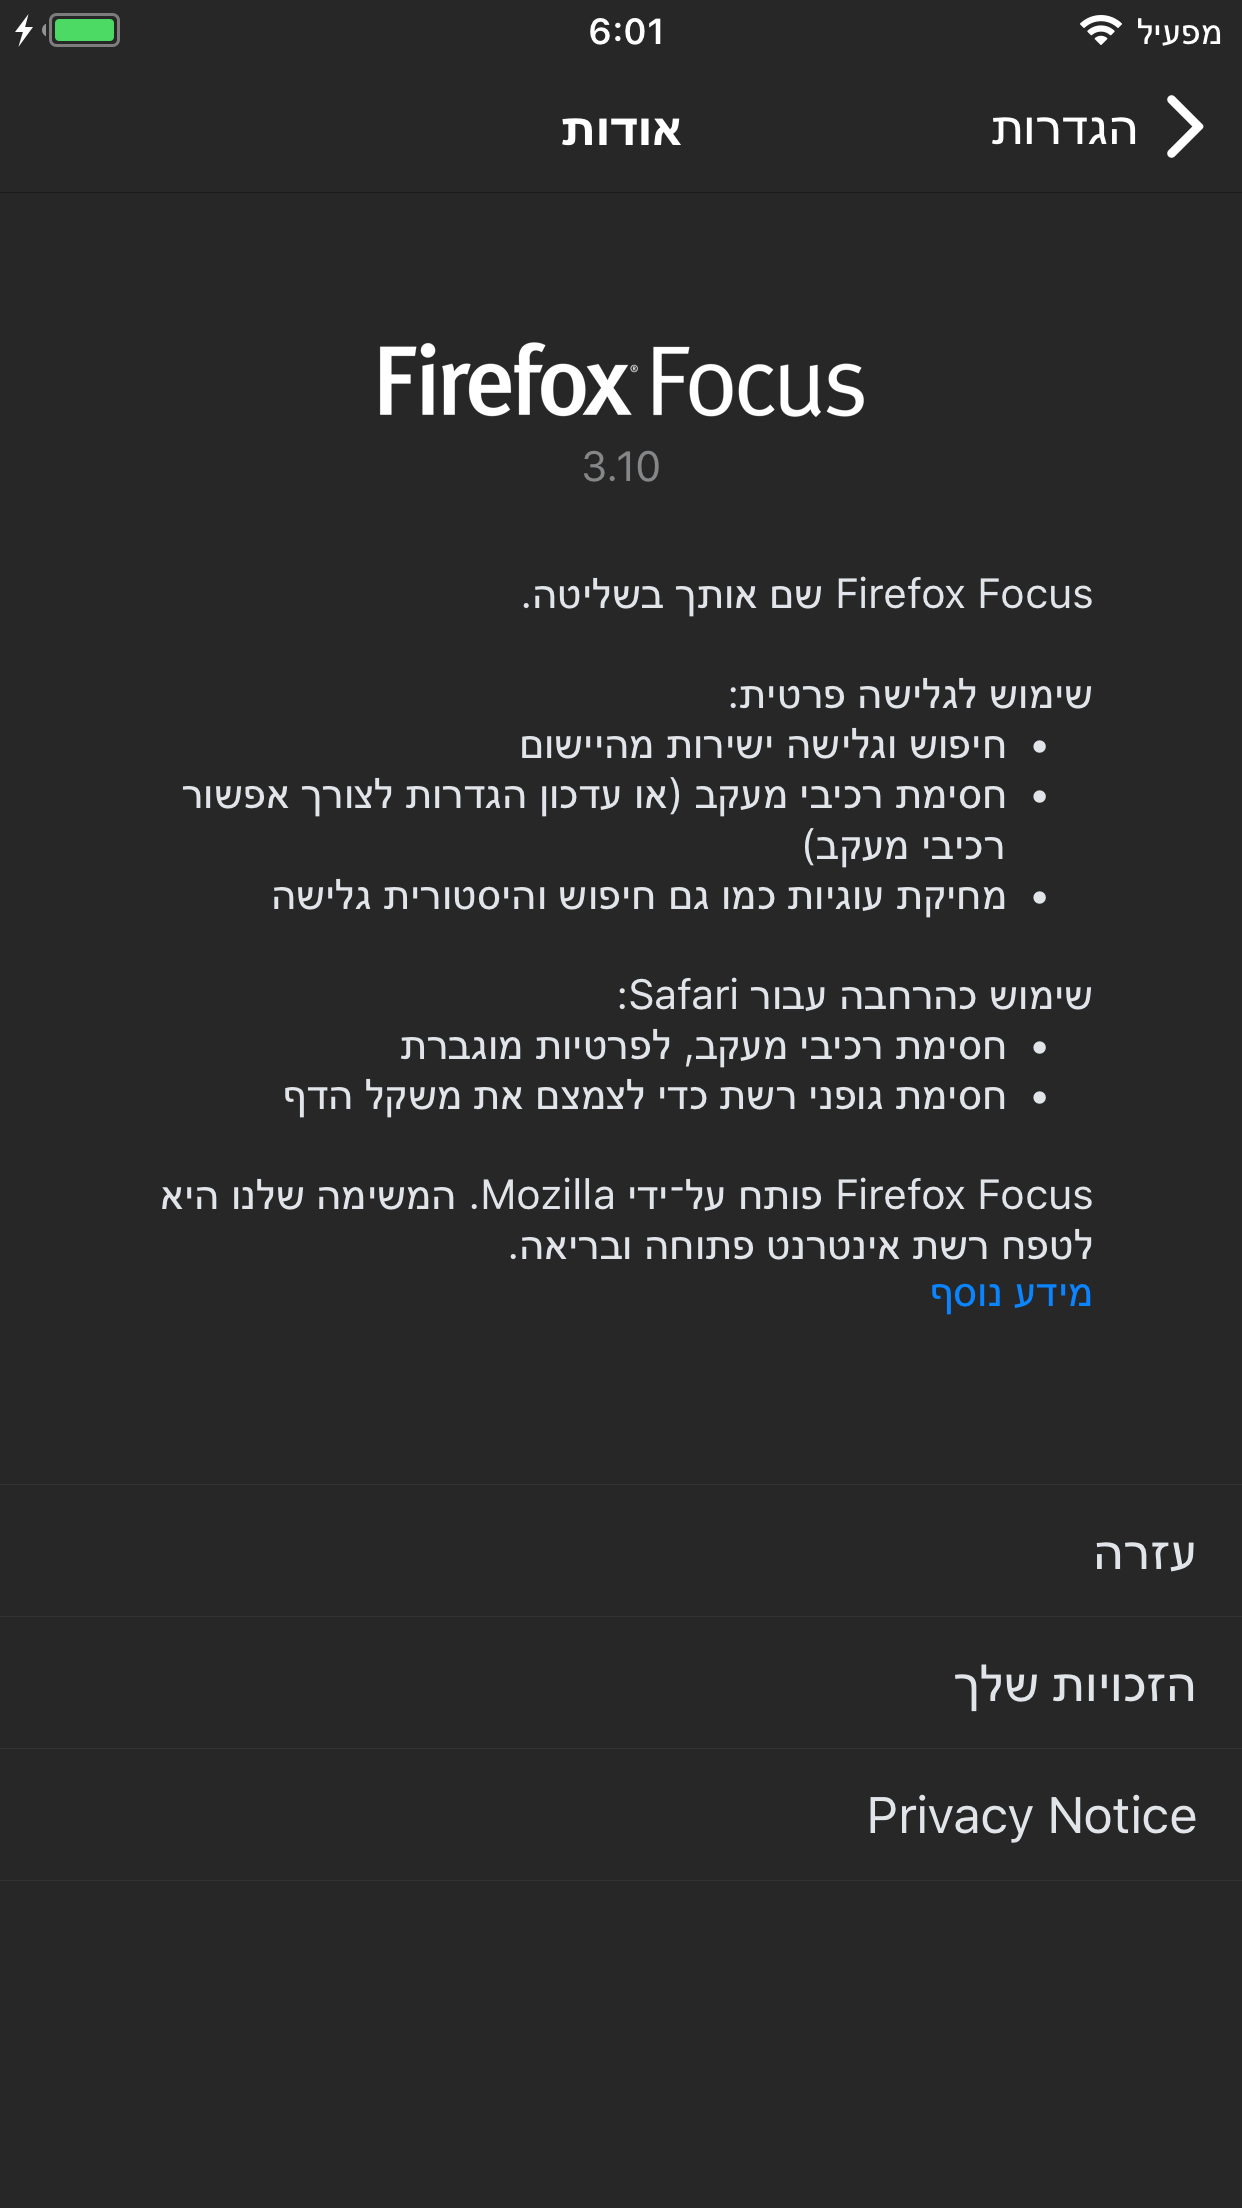 מפעיל 6:01
הגדרות אודות
Firefox® Focus
3.10
Firefox Focus שם אותך בשליטה.
שימוש לגלישה פרטית:
• חיפוש וגלישה ישירות מהיישום
• חסימת רכיבי מעקב (או עדכון הגדרות לצורך אפשור
רכיבי מעקב)
• מחיקת עוגיות כמו גם חיפוש והיסטורית גלישה
שימוש כהרחבה עבור Safari:
• חסימת רכיבי מעקב, לפרטיות מוגברת
• חסימת גופני רשת כדי לצמצם את משקל הדף
Firefox Focus פותח על־ידי Mozilla. המשימה שלנו היא
לטפח רשת אינטרנט פתוחה ובריאה.
מידע נוסף
עזרה
הזכויות שלך
Privacy Notice